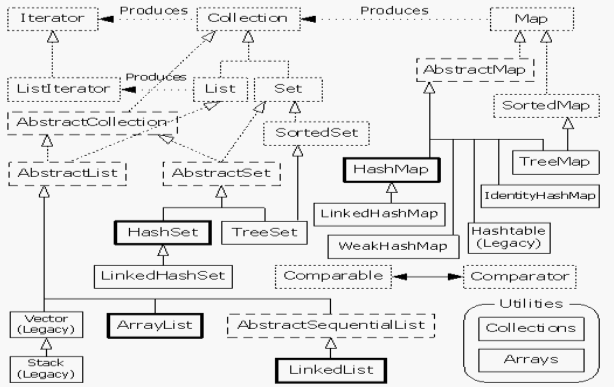 Iterator
Produces
Collection
Produces
Map
ListIterator
Produces
List
Set
AbstractMap
AbstractCollection
SortedSet
SortedMap
AbstractList
AbstractSet
HashMap
TreeMap
IdentityHashMap
LinkedHashMap
HashSet
TreeSet
WeakHashMap
Hashtable
(Legacy)
LinkedHashSet
Comparable
Comparator
Utilities
Vector
(Legacy)
ArrayList
AbstractSequentialList
Collections
Stack
(Legacy)
LinkedList
Arrays